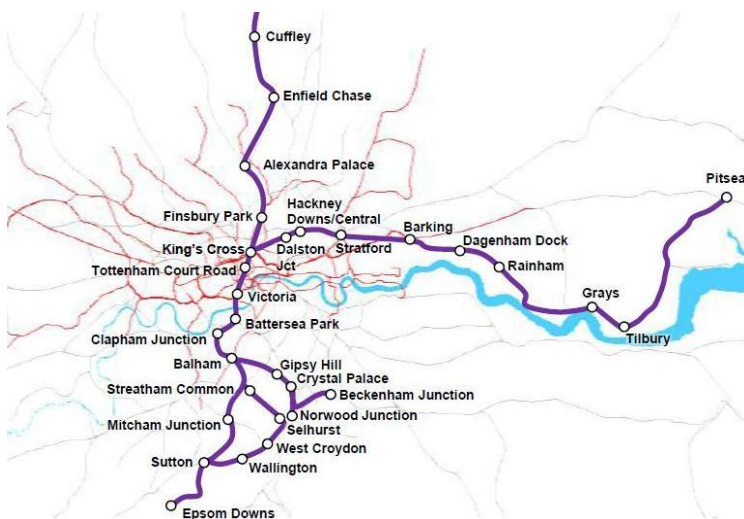 Cuffley
Enfield Chase
Alexandra Palace
Pitsea
Finsbury Park
Hackney
Downs/Central
Barking
King's Cross
Dalston
Jct
Stratford
Dagenham Dock
Tottenham Court Road
Rainham
Victoria
Grays
Battersea Park
Tilbury
Clapham Junction
Balham
Gipsy Hill
Crystal Palace
Streatham Common
Beckenham Junction
Norwood Junction
Mitcham Junction
Selhurst
West Croydon
Sutton
Wallington
Epsom Downs